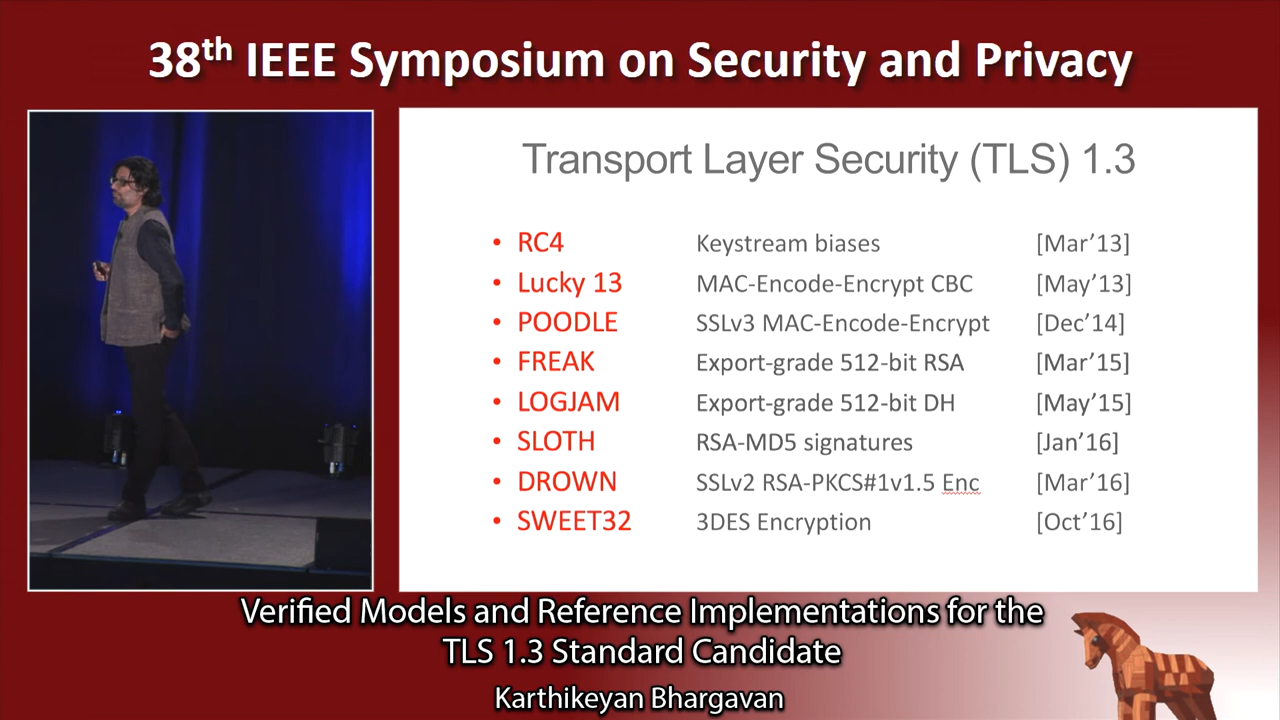 38th IEEE Symposium on Security and Privacy
Transport Layer Security (TLS) 1.3
• RC4 Keystream biases [Mar’13]
• Lucky 13 MAC-Encode-Encrypt CBC [May’13]
• POODLE SSLv3 MAC-Encode-Encrypt [Dec’14]
• FREAK Export-grade 512-bit RSA [Mar’15]
• LOGJAM Export-grade 512-bit DH [May’15]
• SLOTH RSA-MD5 signatures [Jan’16]
• DROWN SSLv2 RSA-PKCS#1v1.5 Enc [Mar’16]
• SWEET32 3DES Encryption [Oct’16]
Verified Models and Reference Implementations for the
TLS 1.3 Standard Candidate
Karthikeyan Bhargavan